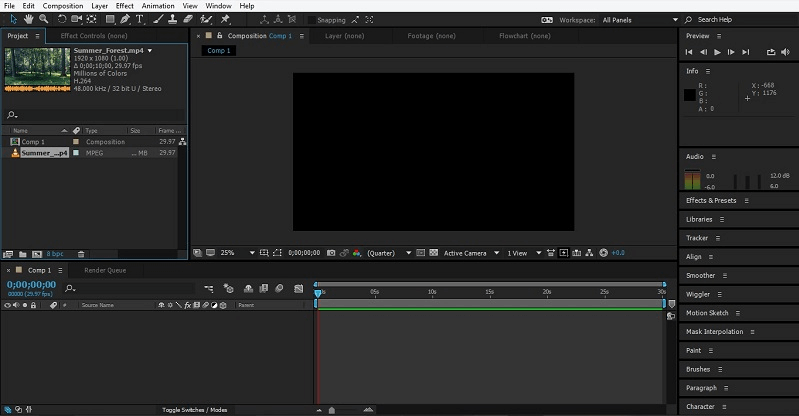 File Edit Composition Layer Effect Animation View Window Help
Snapping Workspace: All Panels Search Help
Project Effect Controls (none)
Summer_Forest.mp4
1920 x 1080 (1.00)
Δ 0;00;10;00, 29.97 fps
Millions of Colors
H.264
48.000 kHz / 32 bit U / Stereo
Name Type Size Frame ...
Comp 1 Composition 29.97
Summer_...p4 MPEG ... MB 29.97
8 bpc
Composition Comp 1 Layer (none) Footage (none) Flowchart (none)
Comp 1
25% 0;00;00;00 (Quarter) Active Camera 1 View +0.0
Preview
Info
R : X : -668
G : Y : 1176
B :
A : 0
Audio
0.0 12.0 dB
-6.0 6.0
Effects & Presets
Libraries
Tracker
Align
Smoother
Wiggler
Motion Sketch
Mask Interpolation
Paint
Brushes
Paragraph
Character
Comp 1 Render Queue
0;00;00;00
00000 (29.97 fps)
# Source Name Parent
05s 10s 15s 20s 25s 30s
Toggle Switches / Modes